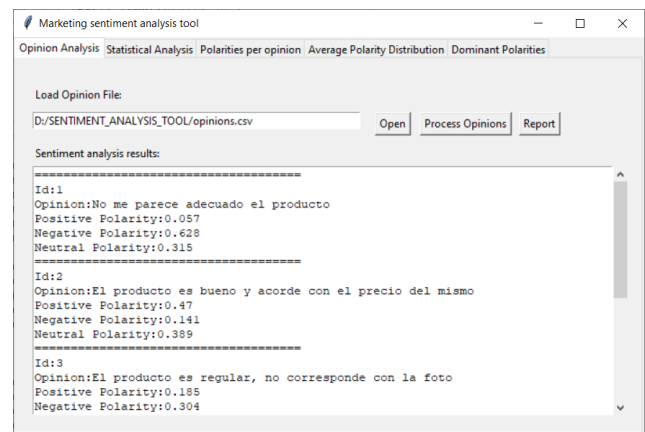 Marketing sentiment analysis tool
Opinion Analysis Statistical Analysis Polarities per opinion Average Polarity Distribution Dominant Polarities
Load Opinion File:
D:/SENTIMENT_ANALYSIS_TOOL/opinions.csv Open Process Opinions Report
Sentiment analysis results:
=====================================
Id:1
Opinion:No me parece adecuado el producto
Positive Polarity:0.057
Negative Polarity:0.628
Neutral Polarity:0.315
=====================================
Id:2
Opinion:El producto es bueno y acorde con el precio del mismo
Positive Polarity:0.47
Negative Polarity:0.141
Neutral Polarity:0.389
=====================================
Id:3
Opinion:El producto es regular, no corresponde con la foto
Positive Polarity:0.185
Negative Polarity:0.304